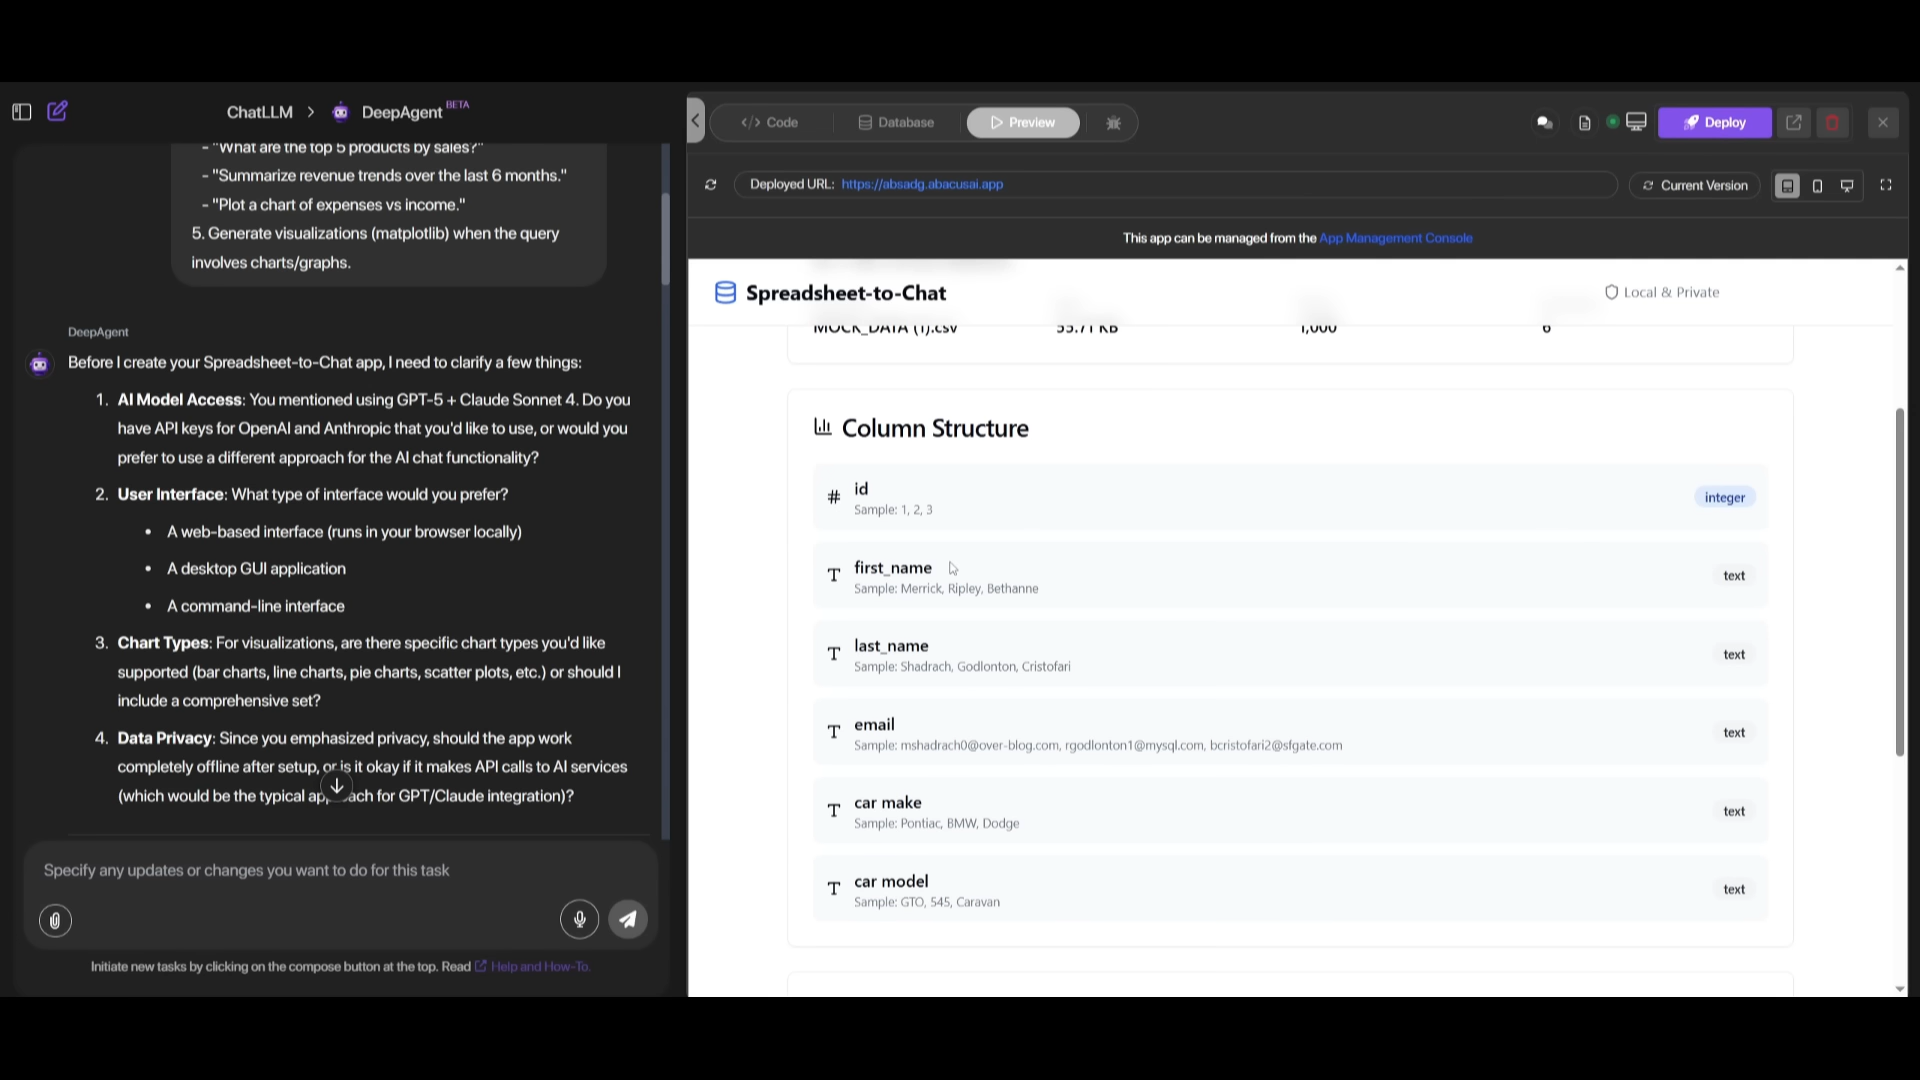 ChatLLM > DeepAgent BETA
- "What are the top 5 products by sales?"
- "Summarize revenue trends over the last 6 months."
- "Plot a chart of expenses vs income."
5. Generate visualizations (matplotlib) when the query
involves charts/graphs.
DeepAgent
Before I create your Spreadsheet-to-Chat app, I need to clarify a few things:
1. AI Model Access: You mentioned using GPT-5 + Claude Sonnet 4. Do you
have API keys for OpenAI and Anthropic that you'd like to use, or would you
prefer to use a different approach for the AI chat functionality?
2. User Interface: What type of interface would you prefer?
• A web-based interface (runs in your browser locally)
• A desktop GUI application
• A command-line interface
3. Chart Types: For visualizations, are there specific chart types you'd like
supported (bar charts, line charts, pie charts, scatter plots, etc.) or should I
include a comprehensive set?
4. Data Privacy: Since you emphasized privacy, should the app work
completely offline after setup, or is it okay if it makes API calls to AI services
(which would be the typical ach for GPT/Claude integration)?
Specify any updates or changes you want to do for this task
Initiate new tasks by clicking on the compose button at the top. Read Help and How-To.
</> Code Database Preview Deploy
Deployed URL: https://absadg.abacusai.app Current Version
This app can be managed from the App Management Console
Spreadsheet-to-Chat Local & Private
MOCK_DATA (1).csv 55.71 KB 1,000 6
Column Structure
# id integer
Sample: 1, 2, 3
T first_name text
Sample: Merrick, Ripley, Bethanne
T last_name text
Sample: Shadrach, Godlonton, Cristofari
T email text
Sample: mshadrach0@over-blog.com, rgodlonton1@mysql.com, bcristofari2@sfgate.com
T car make text
Sample: Pontiac, BMW, Dodge
T car model text
Sample: GTO, 545, Caravan